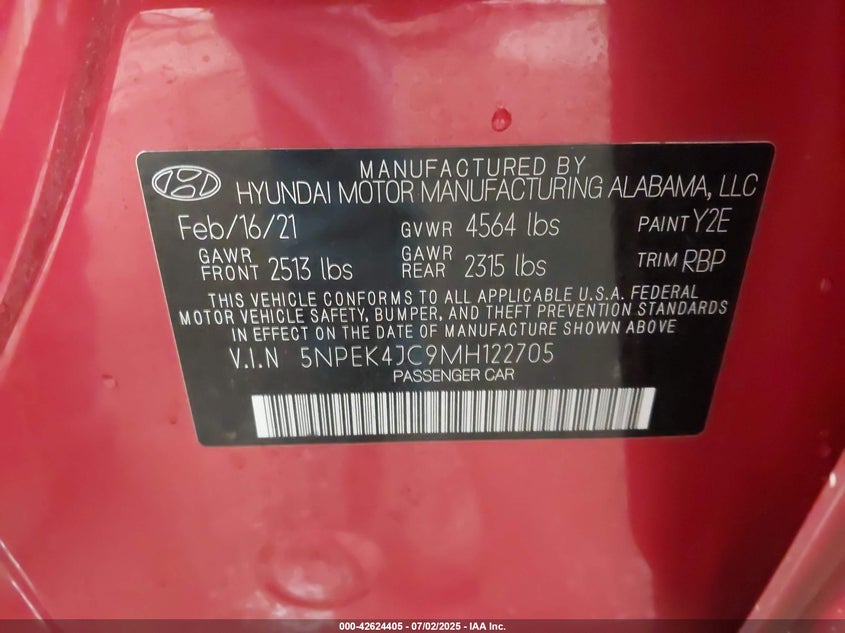 MANUFACTURED BY
HYUNDAI MOTOR MANUFACTURING ALABAMA, LLC
Feb/16/21 GVWR 4564 lbs PAINT Y2E
GAWR FRONT 2513 lbs GAWR REAR 2315 lbs TRIM RBP
THIS VEHICLE CONFORMS TO ALL APPLICABLE U.S.A. FEDERAL
MOTOR VEHICLE SAFETY, BUMPER, AND THEFT PREVENTION STANDARDS
IN EFFECT ON THE DATE OF MANUFACTURE SHOWN ABOVE
V.I.N 5NPEK4JC9MH122705
PASSENGER CAR
000-42624405 - 07/02/2025 - IAA Inc.